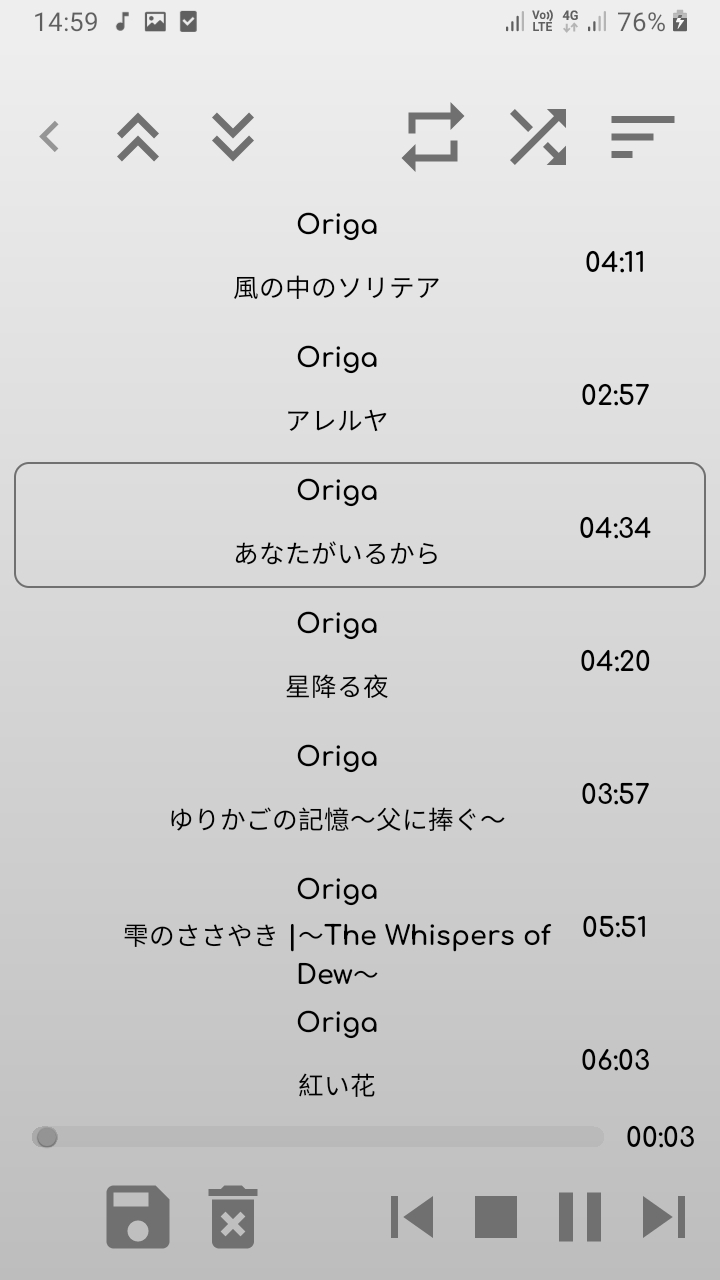 14:59
Vo)) LTE 4G 76%
Origa
風の中のソリテア
04:11
Origa
アレルヤ
02:57
Origa
あなたがいるから
04:34
Origa
星降る夜
04:20
Origa
ゆりかごの記憶〜父に捧ぐ〜
03:57
Origa
雫のささやき |〜The Whispers of
Dew〜
05:51
Origa
紅い花
06:03
00:03